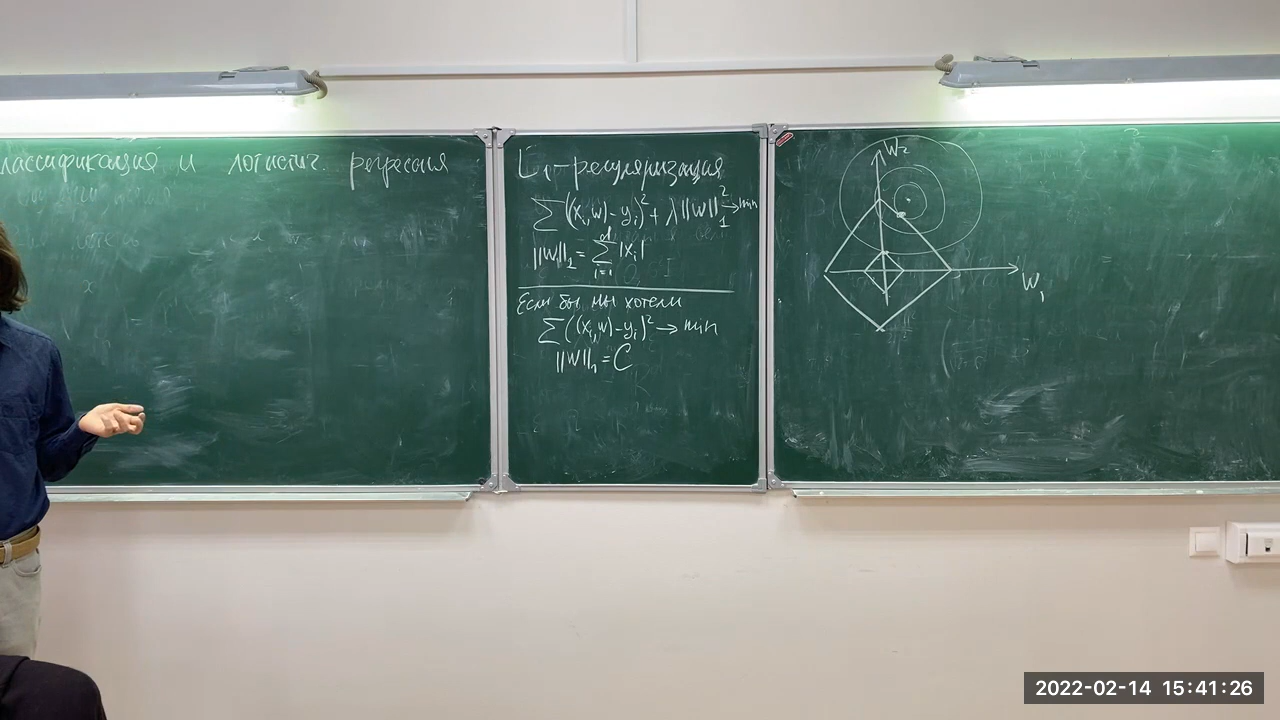 лассификация и логистич. регрессия
L₁-регуляризация
∑((xᵢ,w)-yᵢ)²+λ||w||₁²→min
||w||₁=∑ᵢ₌₁ᵈ|xᵢ|
Если бы мы хотели
∑((xᵢ,w)-yᵢ)²→min
||w||₁=C
w₂
w₁
2022-02-14 15:41:26